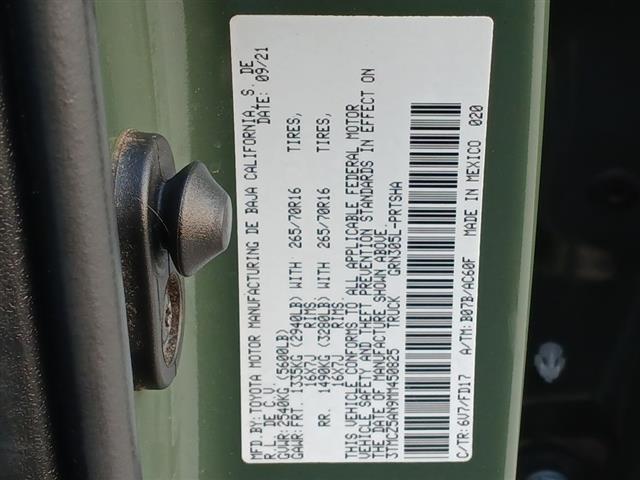 MFD.BY: TOYOTA MOTOR MANUFACTURING DE BAJA CALIFORNIA, S. DE
R.L. DE C.V. DATE: 09/21
GVWR: 2540KG (5600LB)
GAWR: FRT. 1335KG (2940LB) WITH 265/70R16 TIRES,
16X7J RIMS,
RR. 1490KG (3280LB) WITH 265/70R16 TIRES,
16X7J RIMS,
THIS VEHICLE CONFORMS TO ALL APPLICABLE FEDERAL MOTOR
VEHICLE SAFETY AND THEFT PREVENTION STANDARDS IN EFFECT ON
THE DATE OF MANUFACTURE SHOWN ABOVE.
3TMCZ5AN9MM450625 TRUCK GRN305L-PRTSHA
C/TR: 6V7/FD17 A/TM: B07B/AC60F MADE IN MEXICO 020